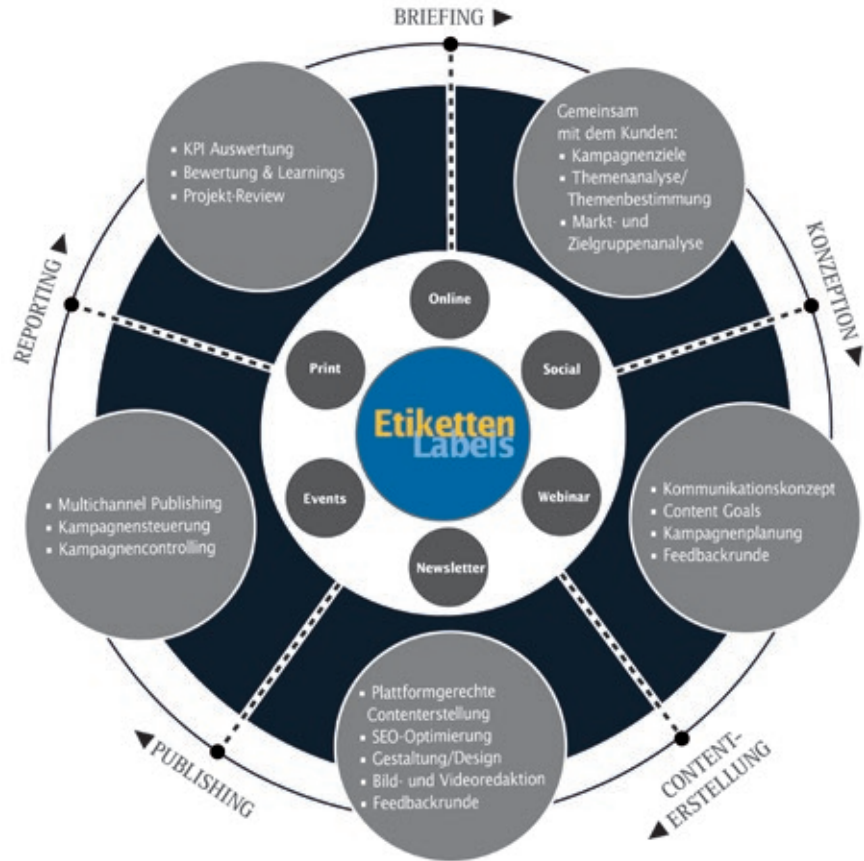 BRIEFING ▶
Gemeinsam
mit dem Kunden:
▪ Kampagnenziele
▪ Themenanalyse/
Themenbestimmung
▪ Markt- und
Zielgruppenanalyse
KONZEPTION ▶
▪ Kommunikationskonzept
▪ Content Goals
▪ Kampagnenplanung
▪ Feedbackrunde
CONTENT-
ERSTELLUNG ▶
▪ Plattformgerechte
Contenterstellung
▪ SEO-Optimierung
▪ Gestaltung/Design
▪ Bild- und Videoredaktion
▪ Feedbackrunde
◀ PUBLISHING
▪ Multichannel Publishing
▪ Kampagnensteuerung
▪ Kampagnencontrolling
REPORTING ▶
▪ KPI Auswertung
▪ Bewertung & Learnings
▪ Projekt-Review
Online
Social
Webinar
Newsletter
Events
Print
Etiketten
Labels